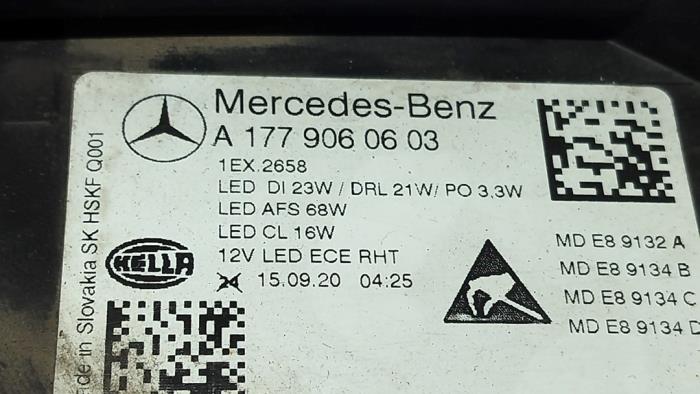 Mercedes-Benz
A 177 906 06 03
1EX.2658
LED DI 23W / DRL 21W/ PO 3,3W
LED AFS 68W
LED CL 16W
12V LED ECE RHT
24 15.09.20 04:25
HELLA
MD E8 9132 A
MD E8 9134 B
MD E8 9134 C
MD E8 9134 D
in Slovakia SK HSKF Q001